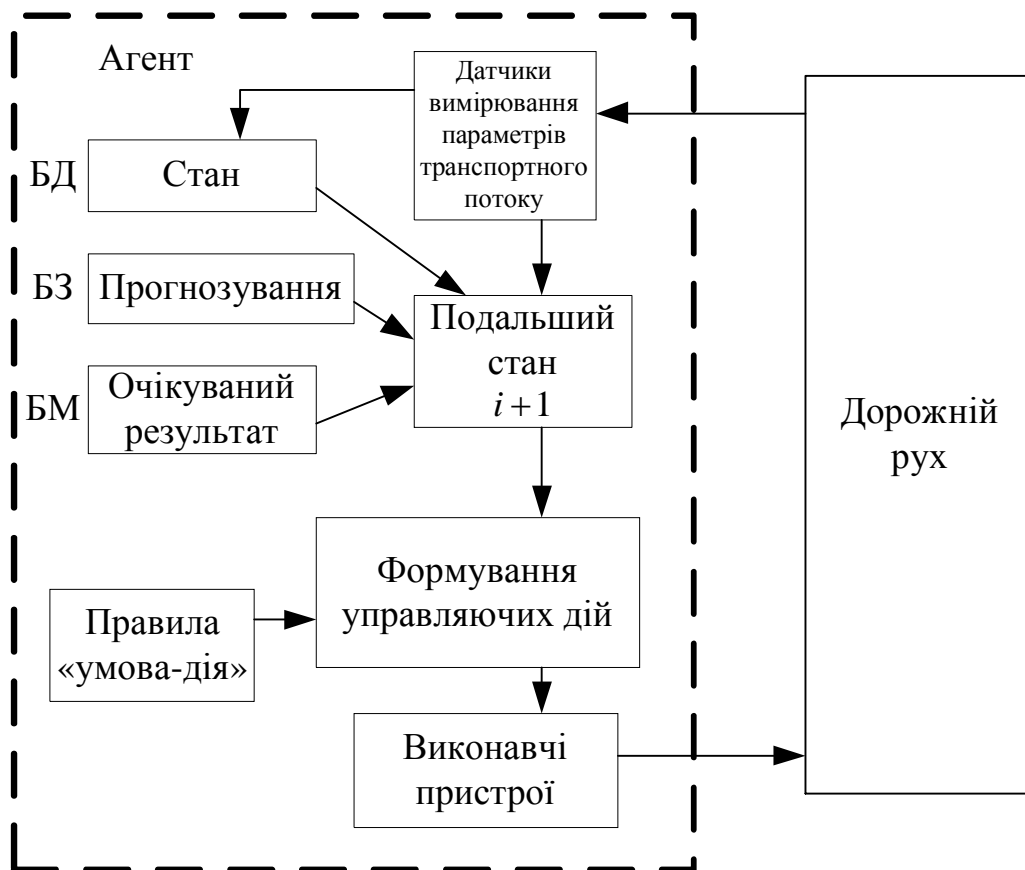 Агент
Датчики
вимірювання
параметрів
транспортного
потоку
БД
Стан
БЗ
Прогнозування
Подальший
стан
i+1
БМ
Очікуваний
результат
Дорожній
рух
Формування
управляючих дій
Правила
«умова-дія»
Виконавчі
пристрої